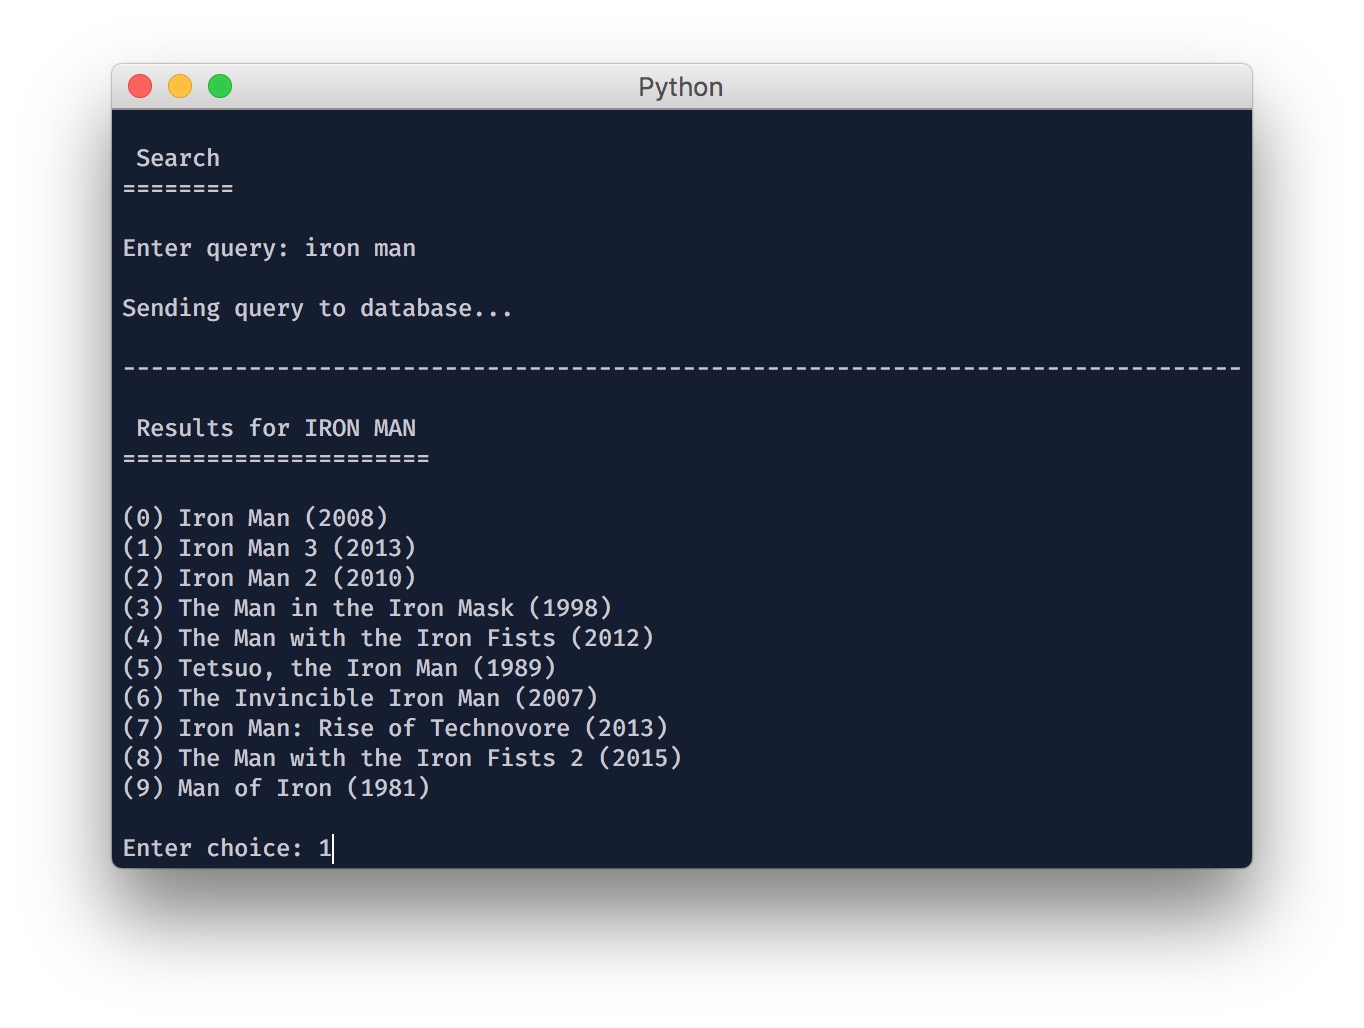 Python
Search
========
Enter query: iron man
Sending query to database...
--------------------------------------------------------------------------------
Results for IRON MAN
======================
(0) Iron Man (2008)
(1) Iron Man 3 (2013)
(2) Iron Man 2 (2010)
(3) The Man in the Iron Mask (1998)
(4) The Man with the Iron Fists (2012)
(5) Tetsuo, the Iron Man (1989)
(6) The Invincible Iron Man (2007)
(7) Iron Man: Rise of Technovore (2013)
(8) The Man with the Iron Fists 2 (2015)
(9) Man of Iron (1981)
Enter choice: 1